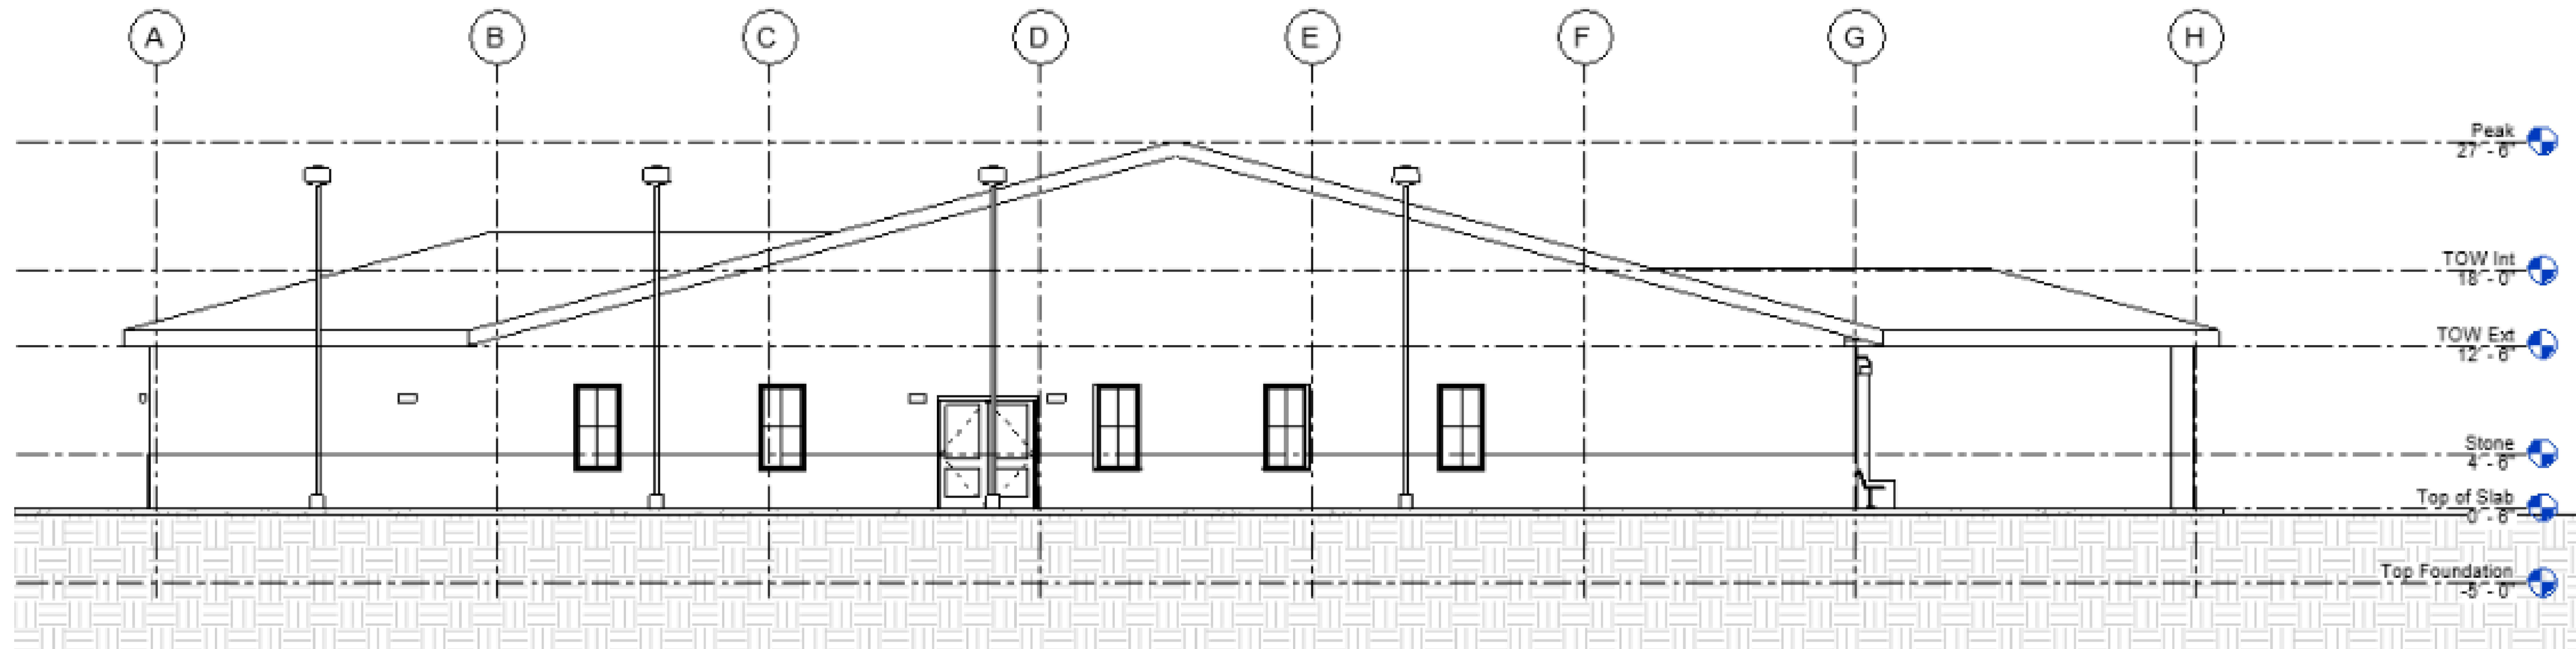 A B C D E F G H
Peak
27' - 6"
TOW Int
18' - 0"
TOW Ext
12' - 6"
Stone
4' - 6"
Top of Slab
0' - 6"
Top Foundation
-5' - 0"